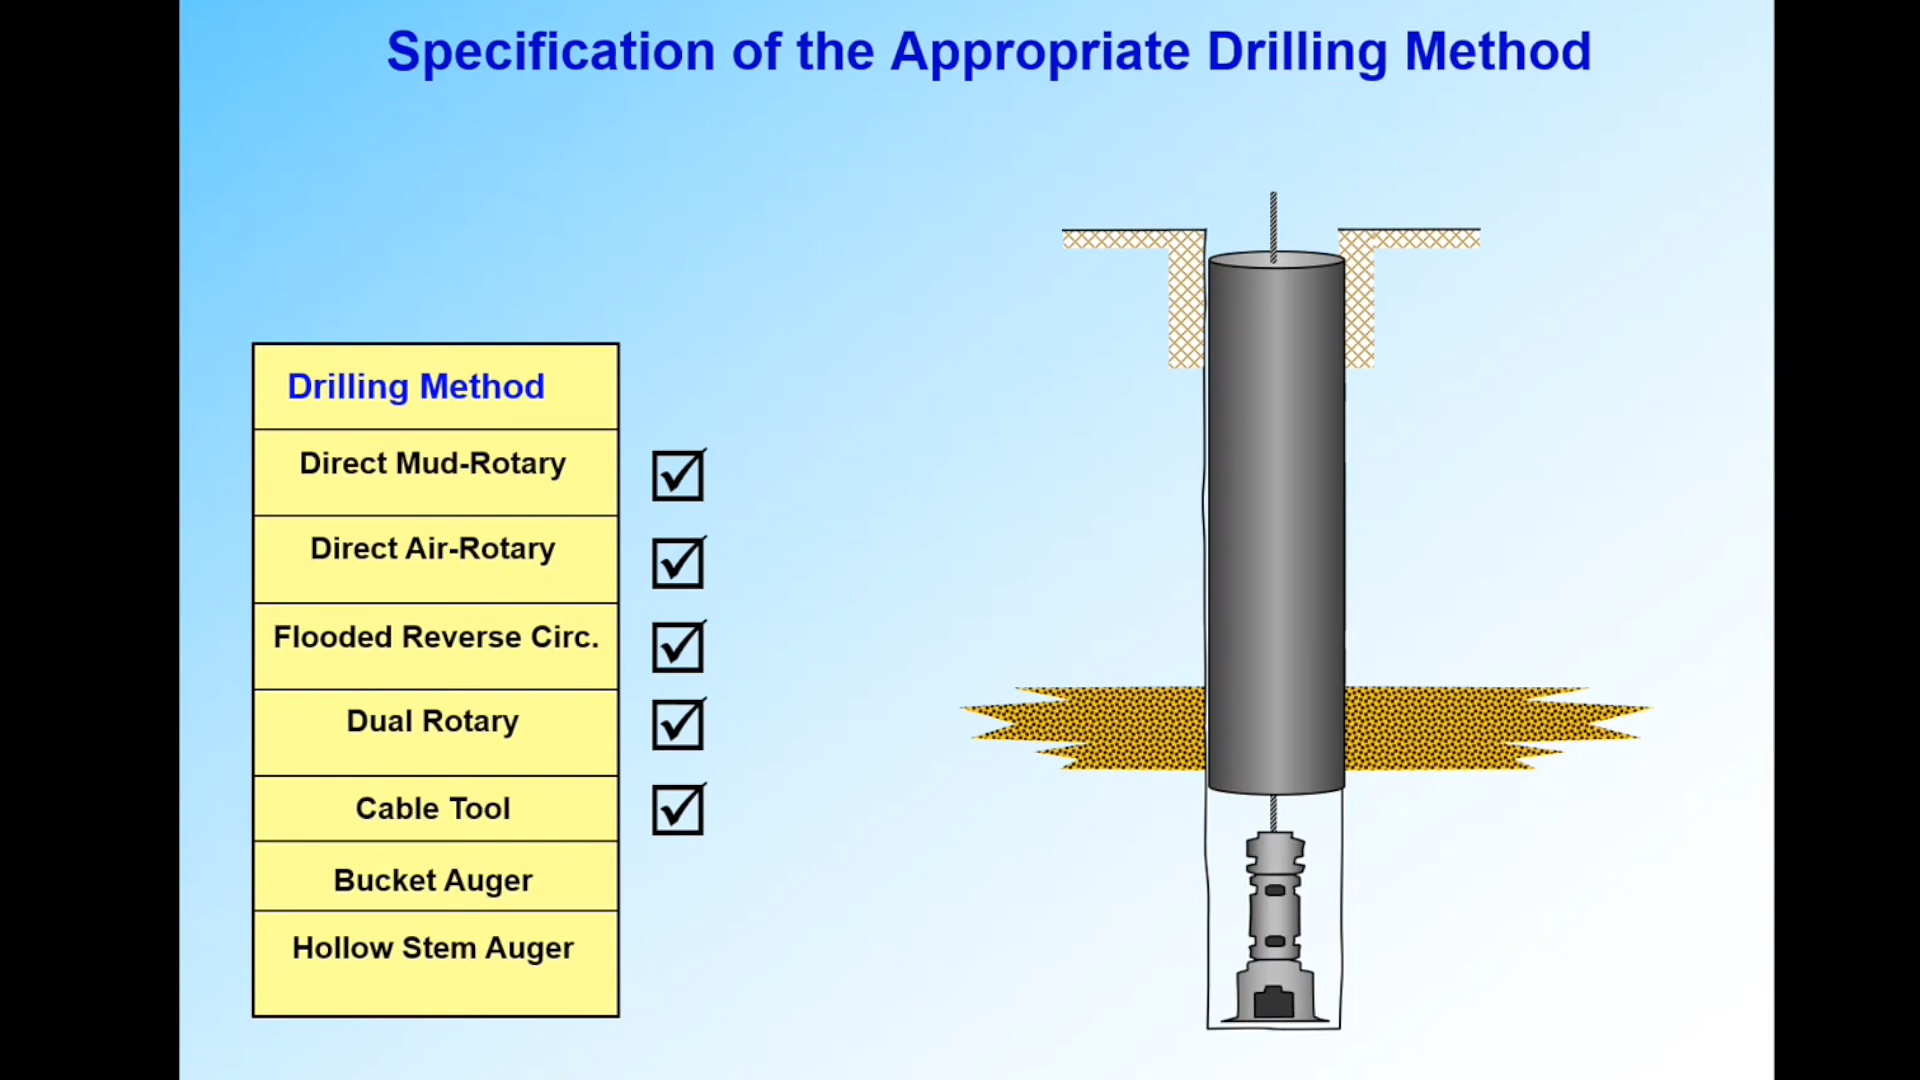 Specification of the Appropriate Drilling Method
Drilling Method
Direct Mud-Rotary
Direct Air-Rotary
Flooded Reverse Circ.
Dual Rotary
Cable Tool
Bucket Auger
Hollow Stem Auger